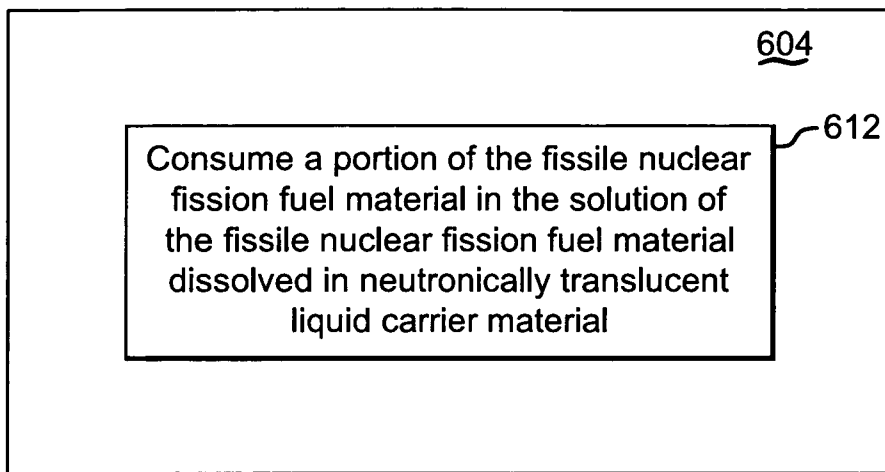 604
612
Consume a portion of the fissile nuclear
fission fuel material in the solution of
the fissile nuclear fission fuel material
dissolved in neutronically translucent
liquid carrier material